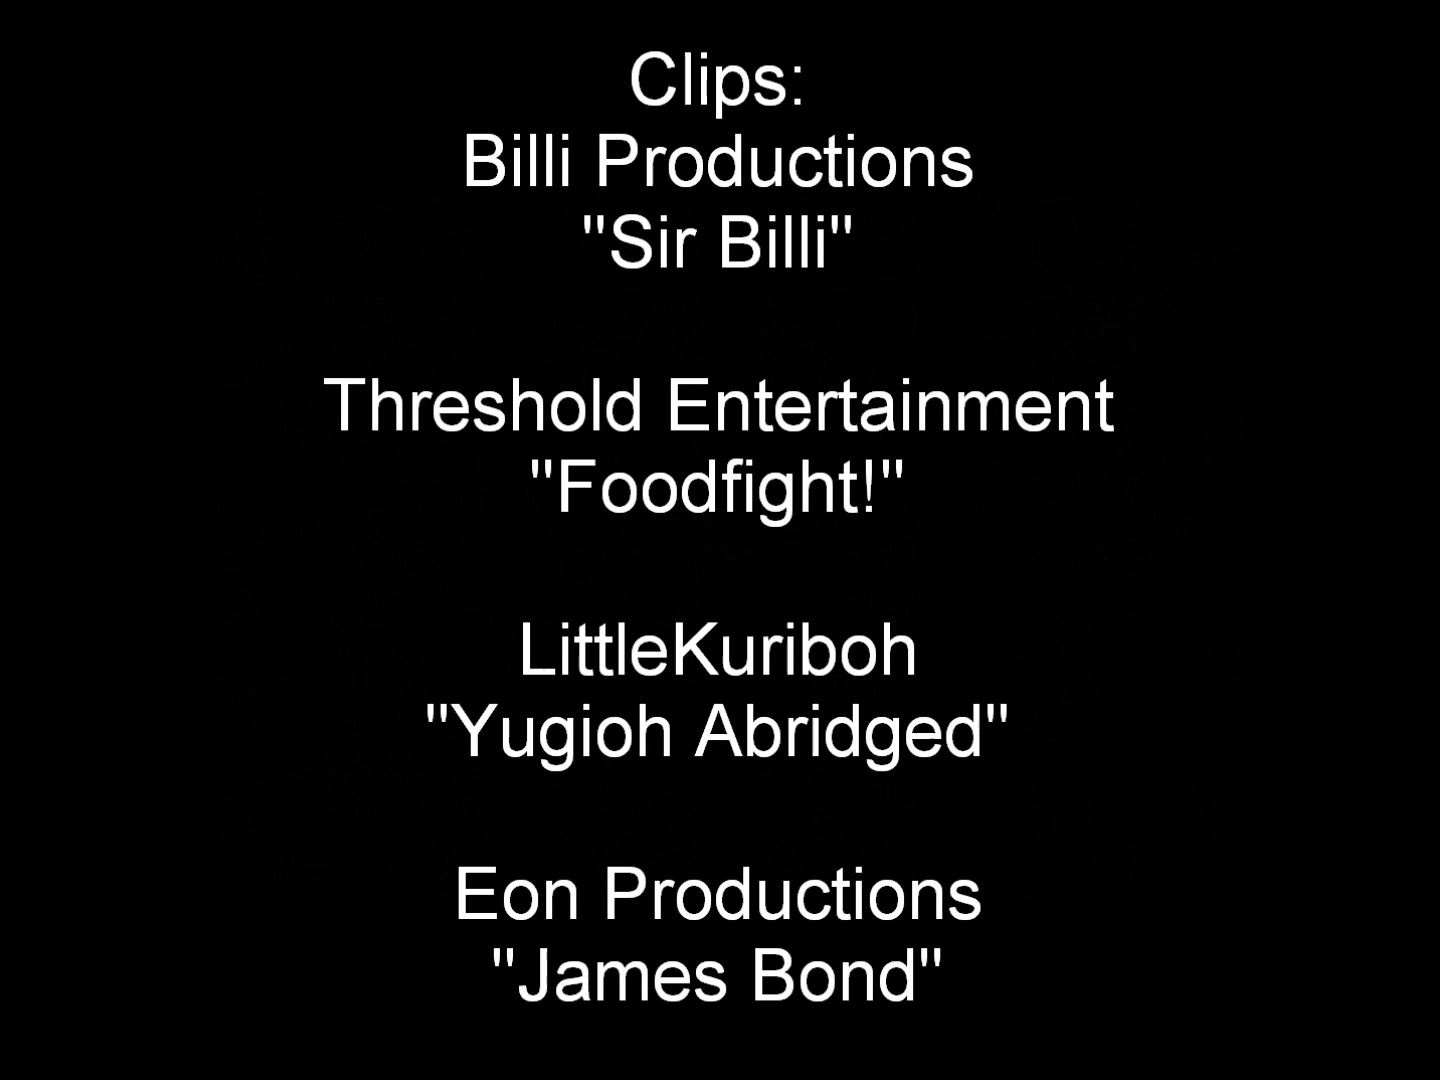 Clips:
Billi Productions
"Sir Billi"
Threshold Entertainment
"Foodfight!"
LittleKuriboh
"Yugioh Abridged"
Eon Productions
"James Bond"